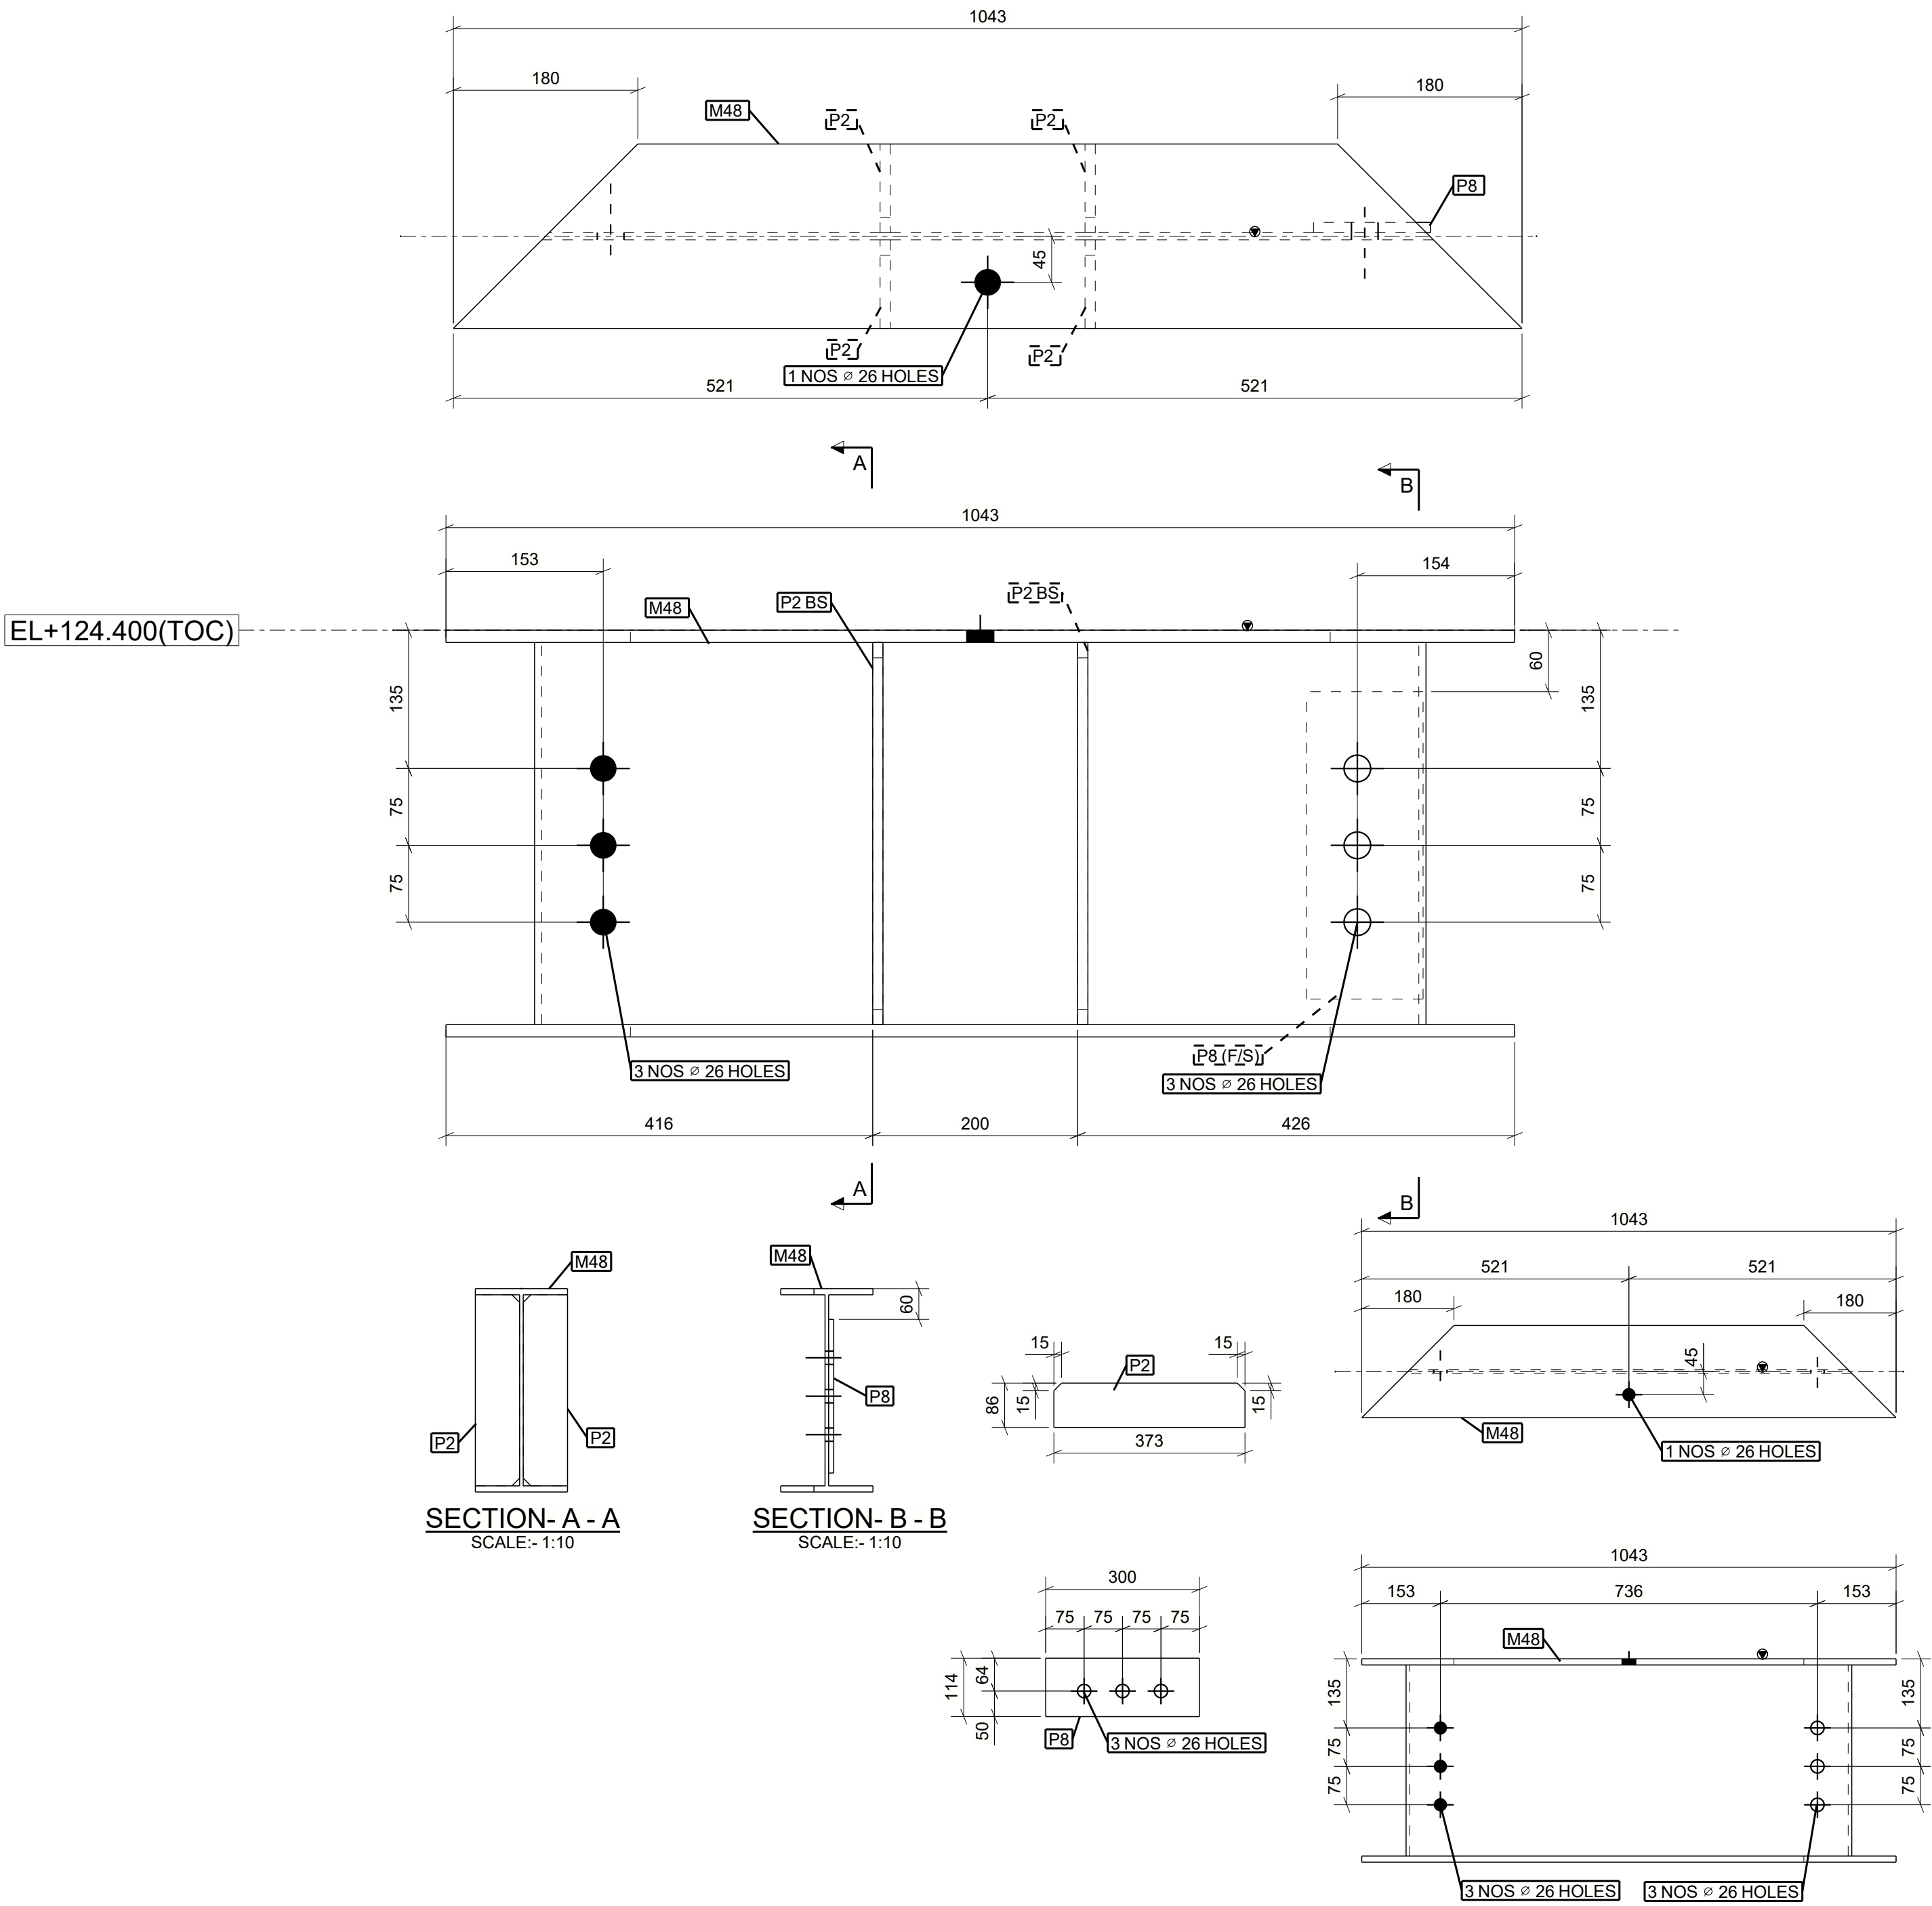 1043
180
180
M48
P2
P2
P8
45
P2
P2
1 NOS ⌀ 26 HOLES
521
521
A
B
1043
153
154
EL+124.400(TOC)
M48
P2 BS
P2 BS
60
135
135
75
75
75
75
P8 (F/S)
3 NOS ⌀ 26 HOLES
3 NOS ⌀ 26 HOLES
416
200
426
A
B
M48
P2
P2
SECTION- A - A
SCALE:- 1:10
M48
60
P8
SECTION- B - B
SCALE:- 1:10
15
15
P2
86
15
15
373
1043
521
521
180
180
45
M48
1 NOS ⌀ 26 HOLES
300
75
75
75
75
114
64
50
P8
3 NOS ⌀ 26 HOLES
1043
153
736
153
M48
135
135
75
75
75
75
3 NOS ⌀ 26 HOLES
3 NOS ⌀ 26 HOLES